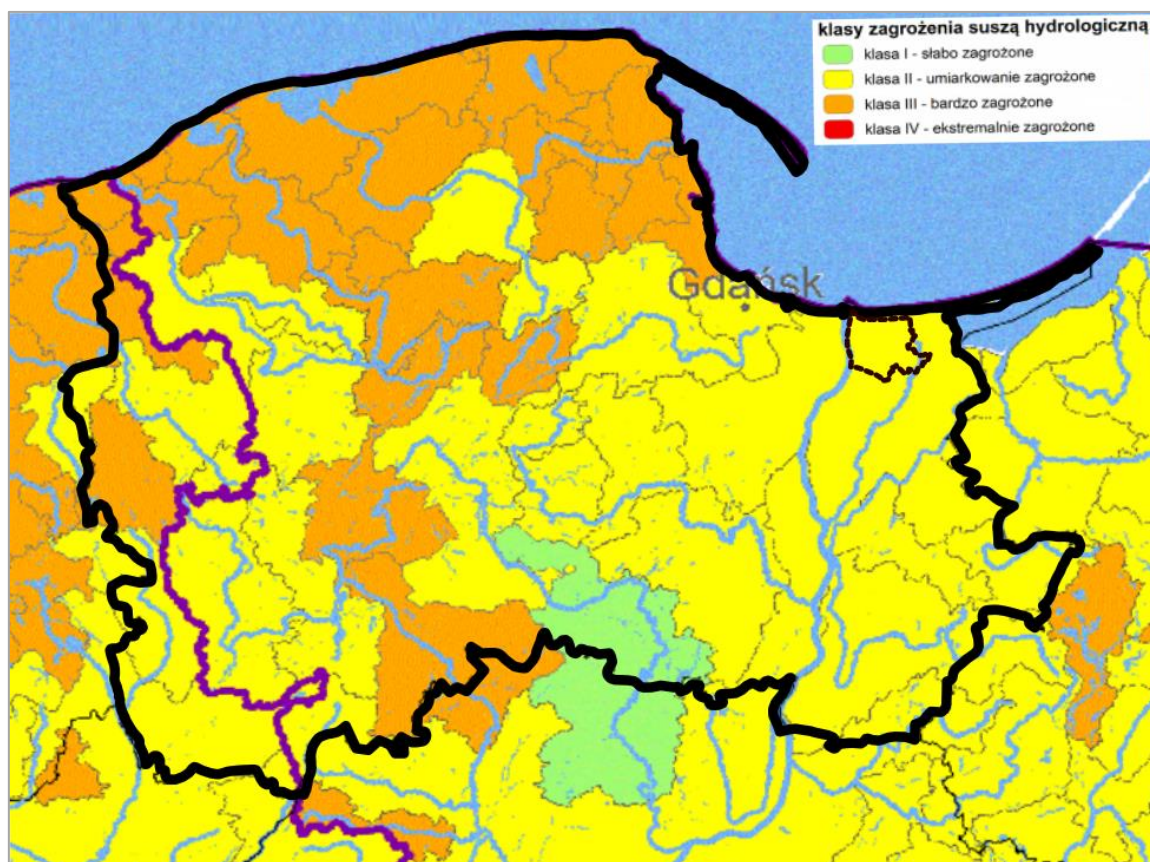 klasy zagrożenia suszą hydrologiczną
klasa I - słabo zagrożone
klasa II - umiarkowanie zagrożone
klasa III - bardzo zagrożone
klasa IV - ekstremalnie zagrożone
Gdańsk